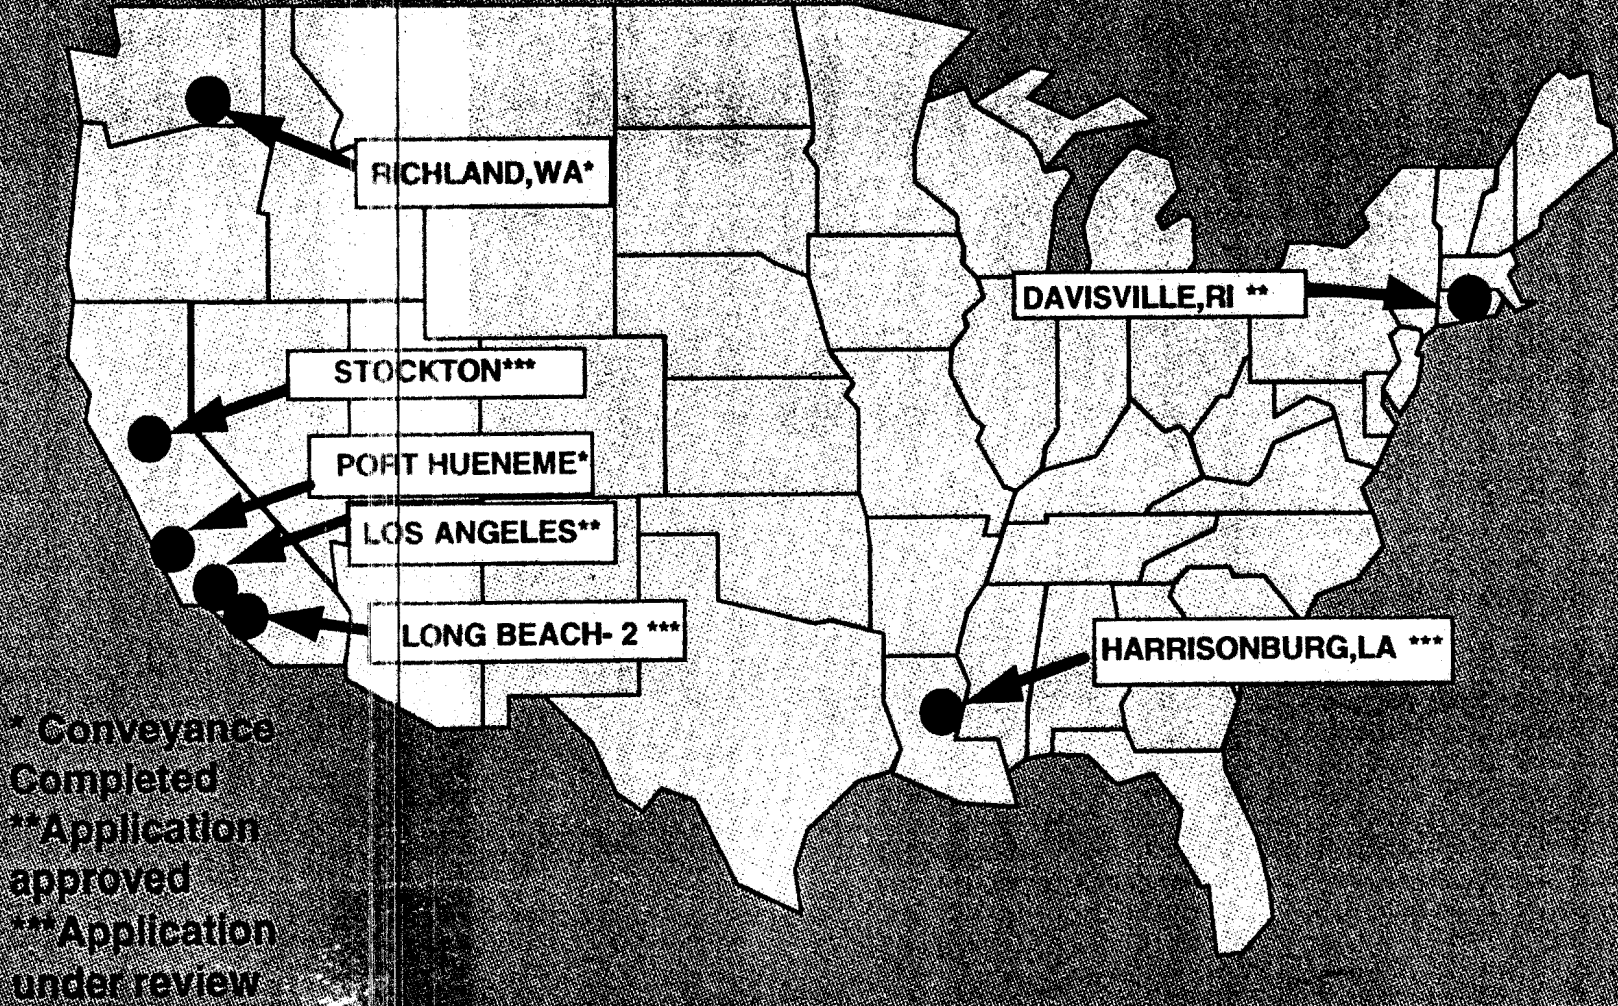 RICHLAND,WA*
DAVISVILLE,RI **
STOCKTON***
PORT HUENEME*
LOS ANGELES**
LONG BEACH- 2 ***
HARRISONBURG,LA ***
* Conveyance
Completed
**Application
approved
***Application
under review